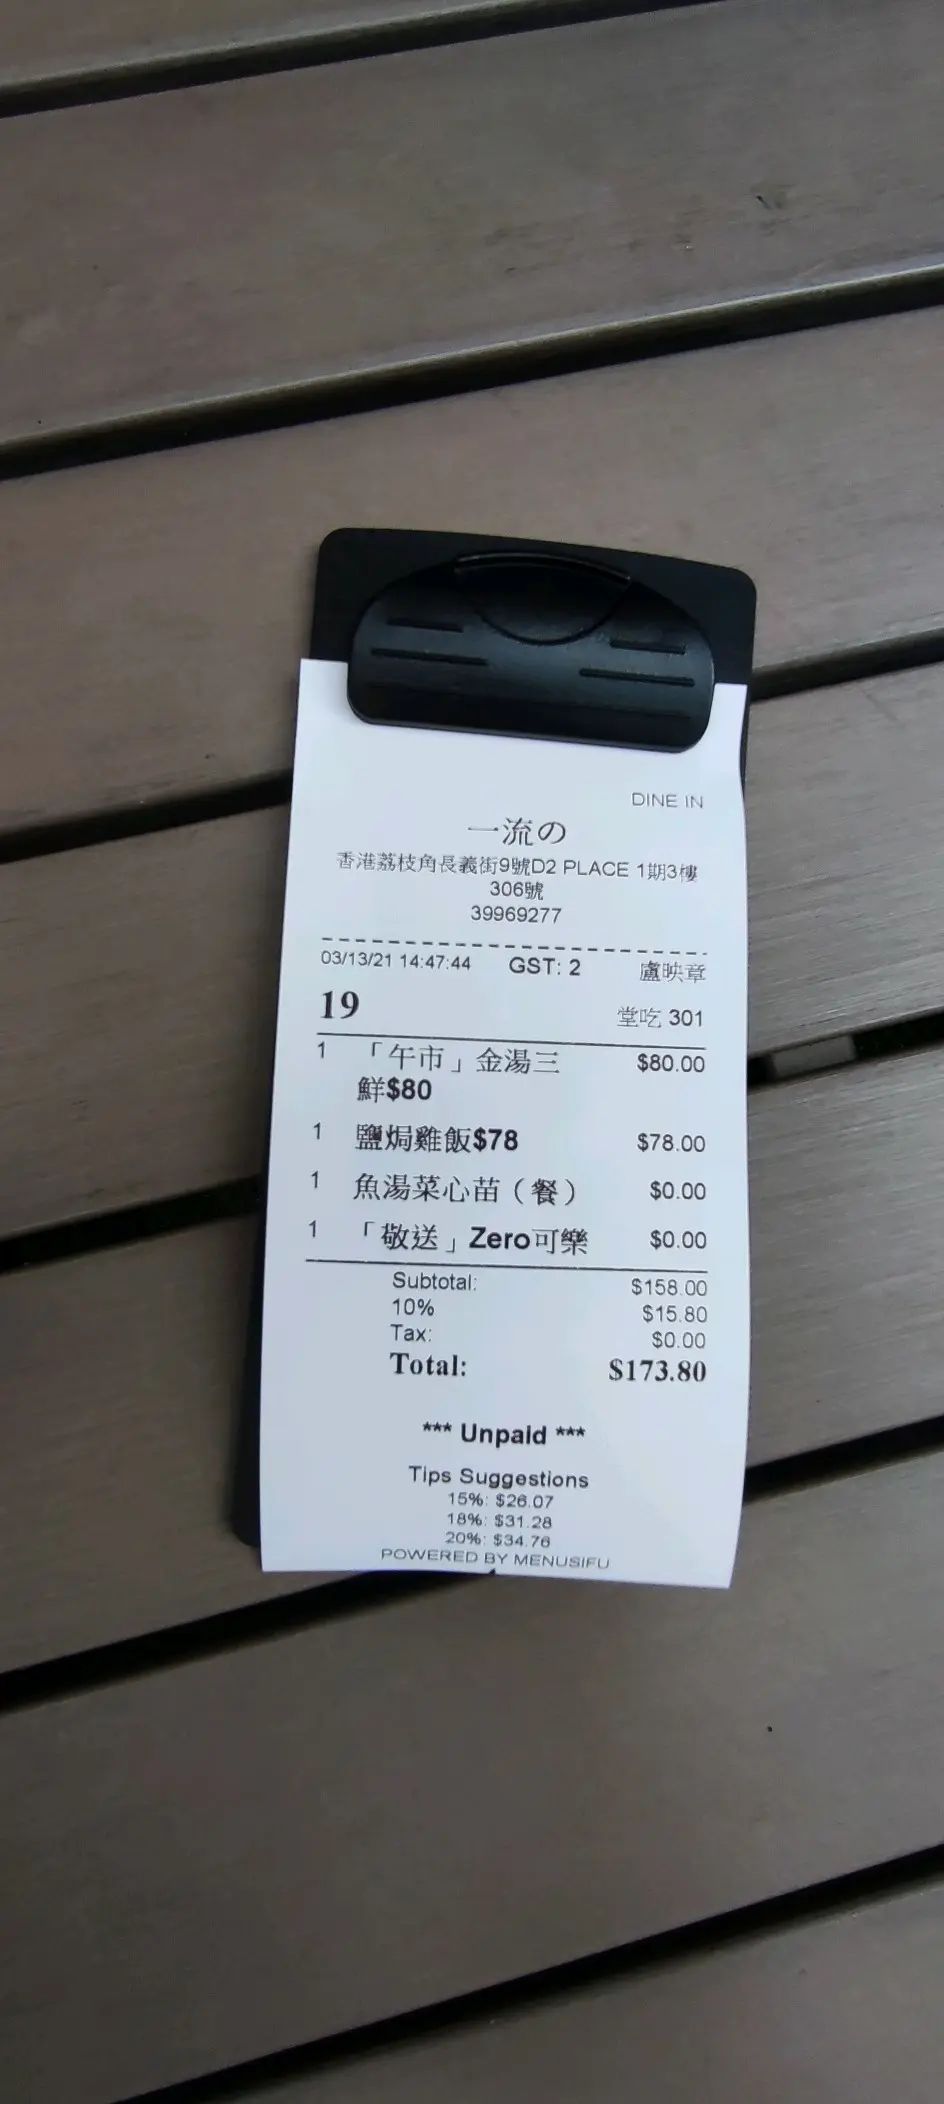 DINE IN
一流の
香港荔枝角長義街9號D2 PLACE 1期3樓
306號
39969277
03/13/21 14:47:44 GST: 2 盧映章
19 堂吃 301
1 「午市」金湯三 $80.00
鮮$80
1 鹽焗雞飯$78 $78.00
1 魚湯菜心苗（餐） $0.00
1 「敬送」Zero可樂 $0.00
Subtotal: $158.00
10% $15.80
Tax: $0.00
Total: $173.80
*** Unpaid ***
Tips Suggestions
15%: $26.07
18%: $31.28
20%: $34.76
POWERED BY MENUSIFU